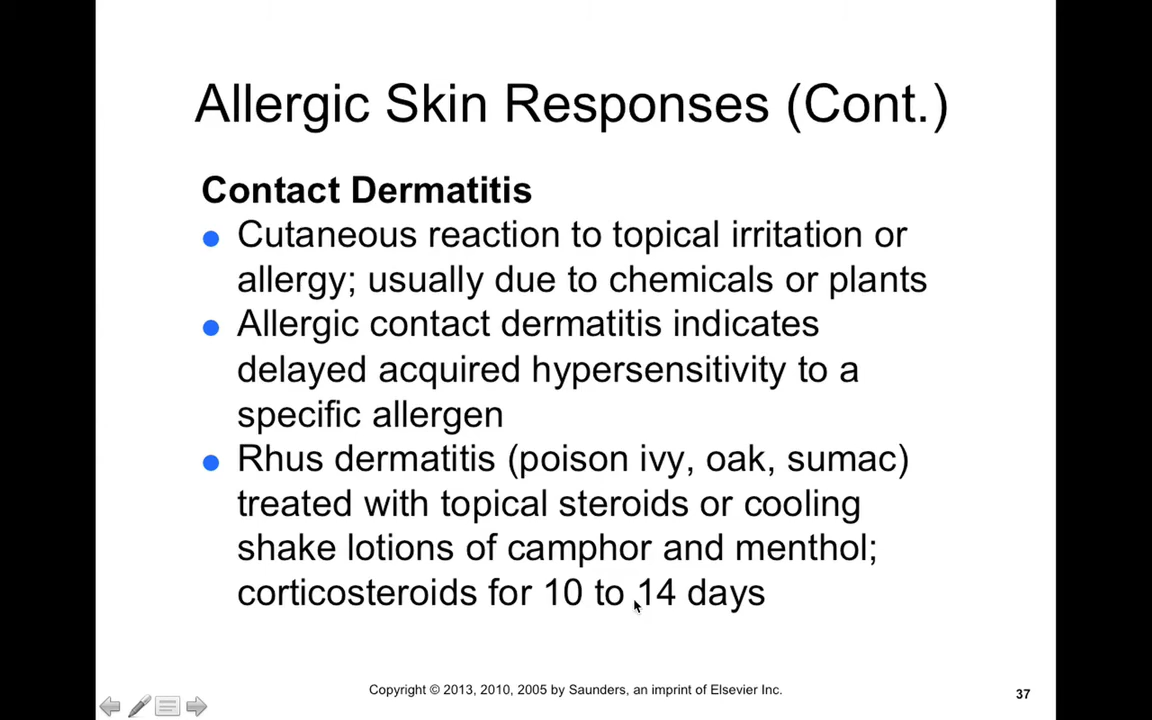 Allergic Skin Responses (Cont.)
Contact Dermatitis
● Cutaneous reaction to topical irritation or
allergy; usually due to chemicals or plants
● Allergic contact dermatitis indicates
delayed acquired hypersensitivity to a
specific allergen
● Rhus dermatitis (poison ivy, oak, sumac)
treated with topical steroids or cooling
shake lotions of camphor and menthol;
corticosteroids for 10 to 14 days
Copyright © 2013, 2010, 2005 by Saunders, an imprint of Elsevier Inc.
37